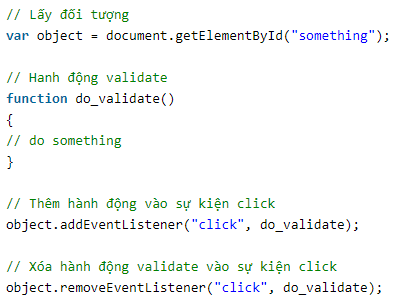 // Lấy đối tượng
var object = document.getElementById("something");
// Hanh động validate
function do_validate()
{
// do something
}
// Thêm hành động vào sự kiện click
object.addEventListener("click", do_validate);
// Xóa hành động validate vào sự kiện click
object.removeEventListener("click", do_validate);